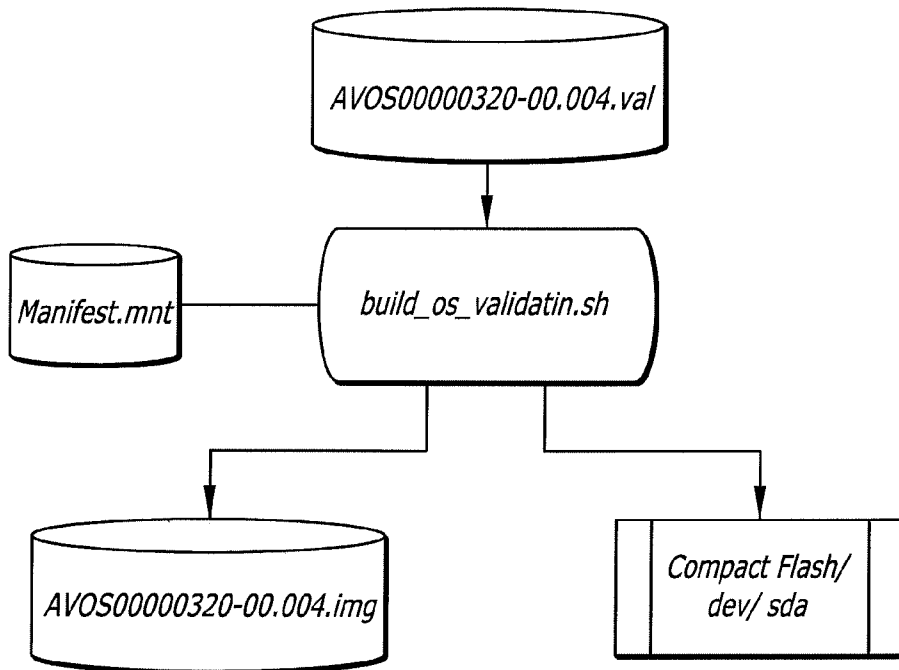 AVOS00000320-00.004.val
Manifest.mnt
build_os_validatin.sh
AVOS00000320-00.004.img
Compact Flash/
dev/ sda